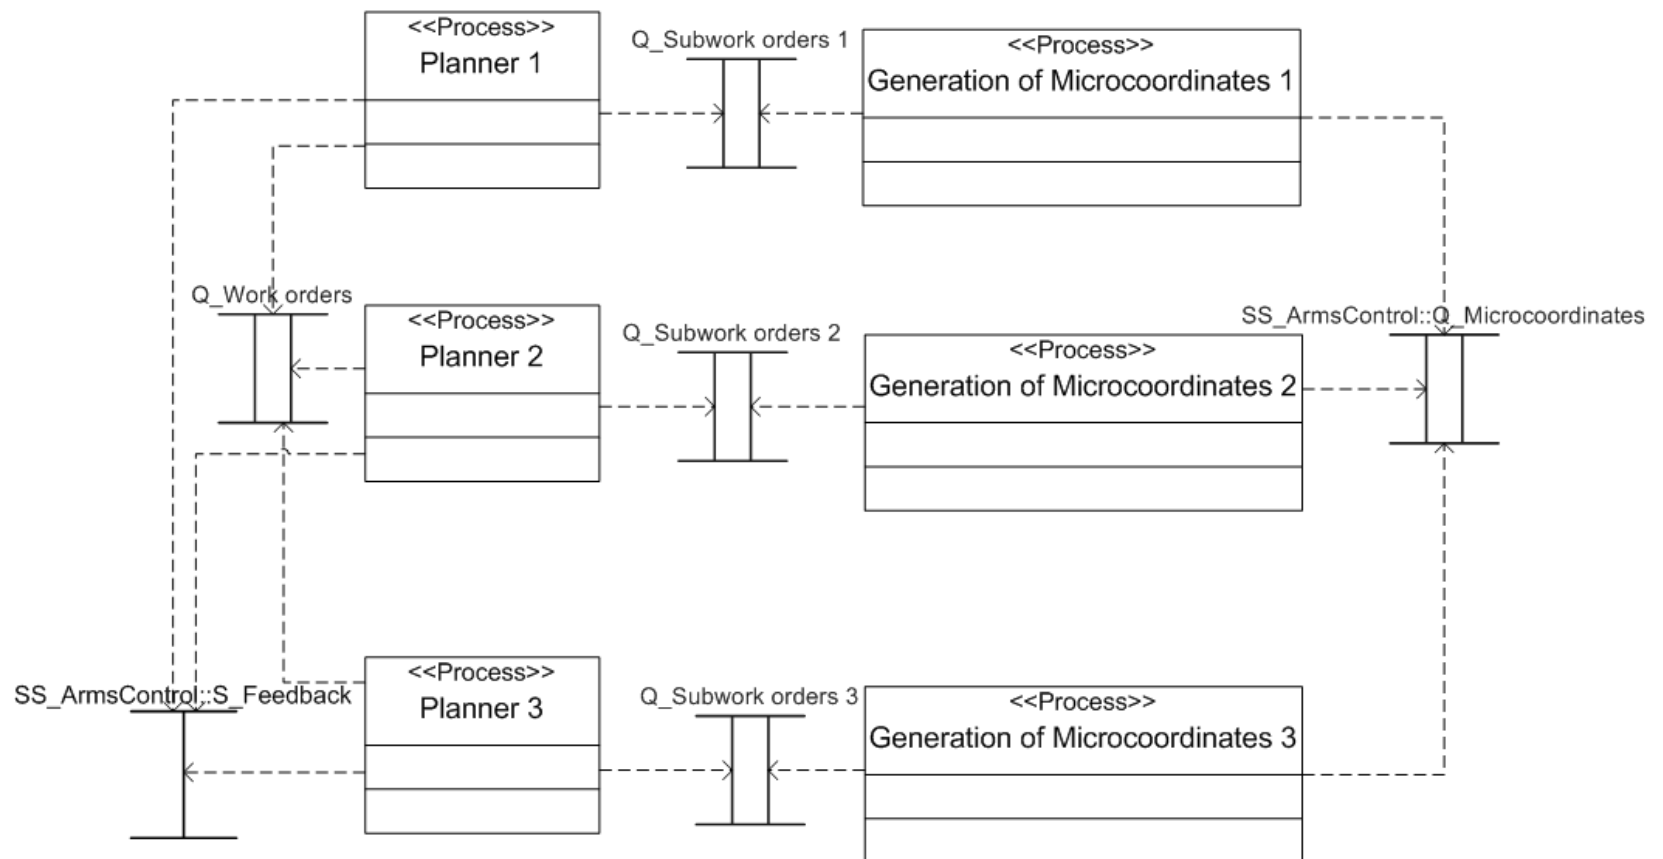 <<Process>>
Planner 1
Q_Subwork orders 1
<<Process>>
Generation of Microcoordinates 1
Q_Work orders
<<Process>>
Planner 2
Q_Subwork orders 2
<<Process>>
Generation of Microcoordinates 2
SS_ArmsControl::Q_Microcoordinates
SS_ArmsControl::S_Feedback
<<Process>>
Planner 3
Q_Subwork orders 3
<<Process>>
Generation of Microcoordinates 3